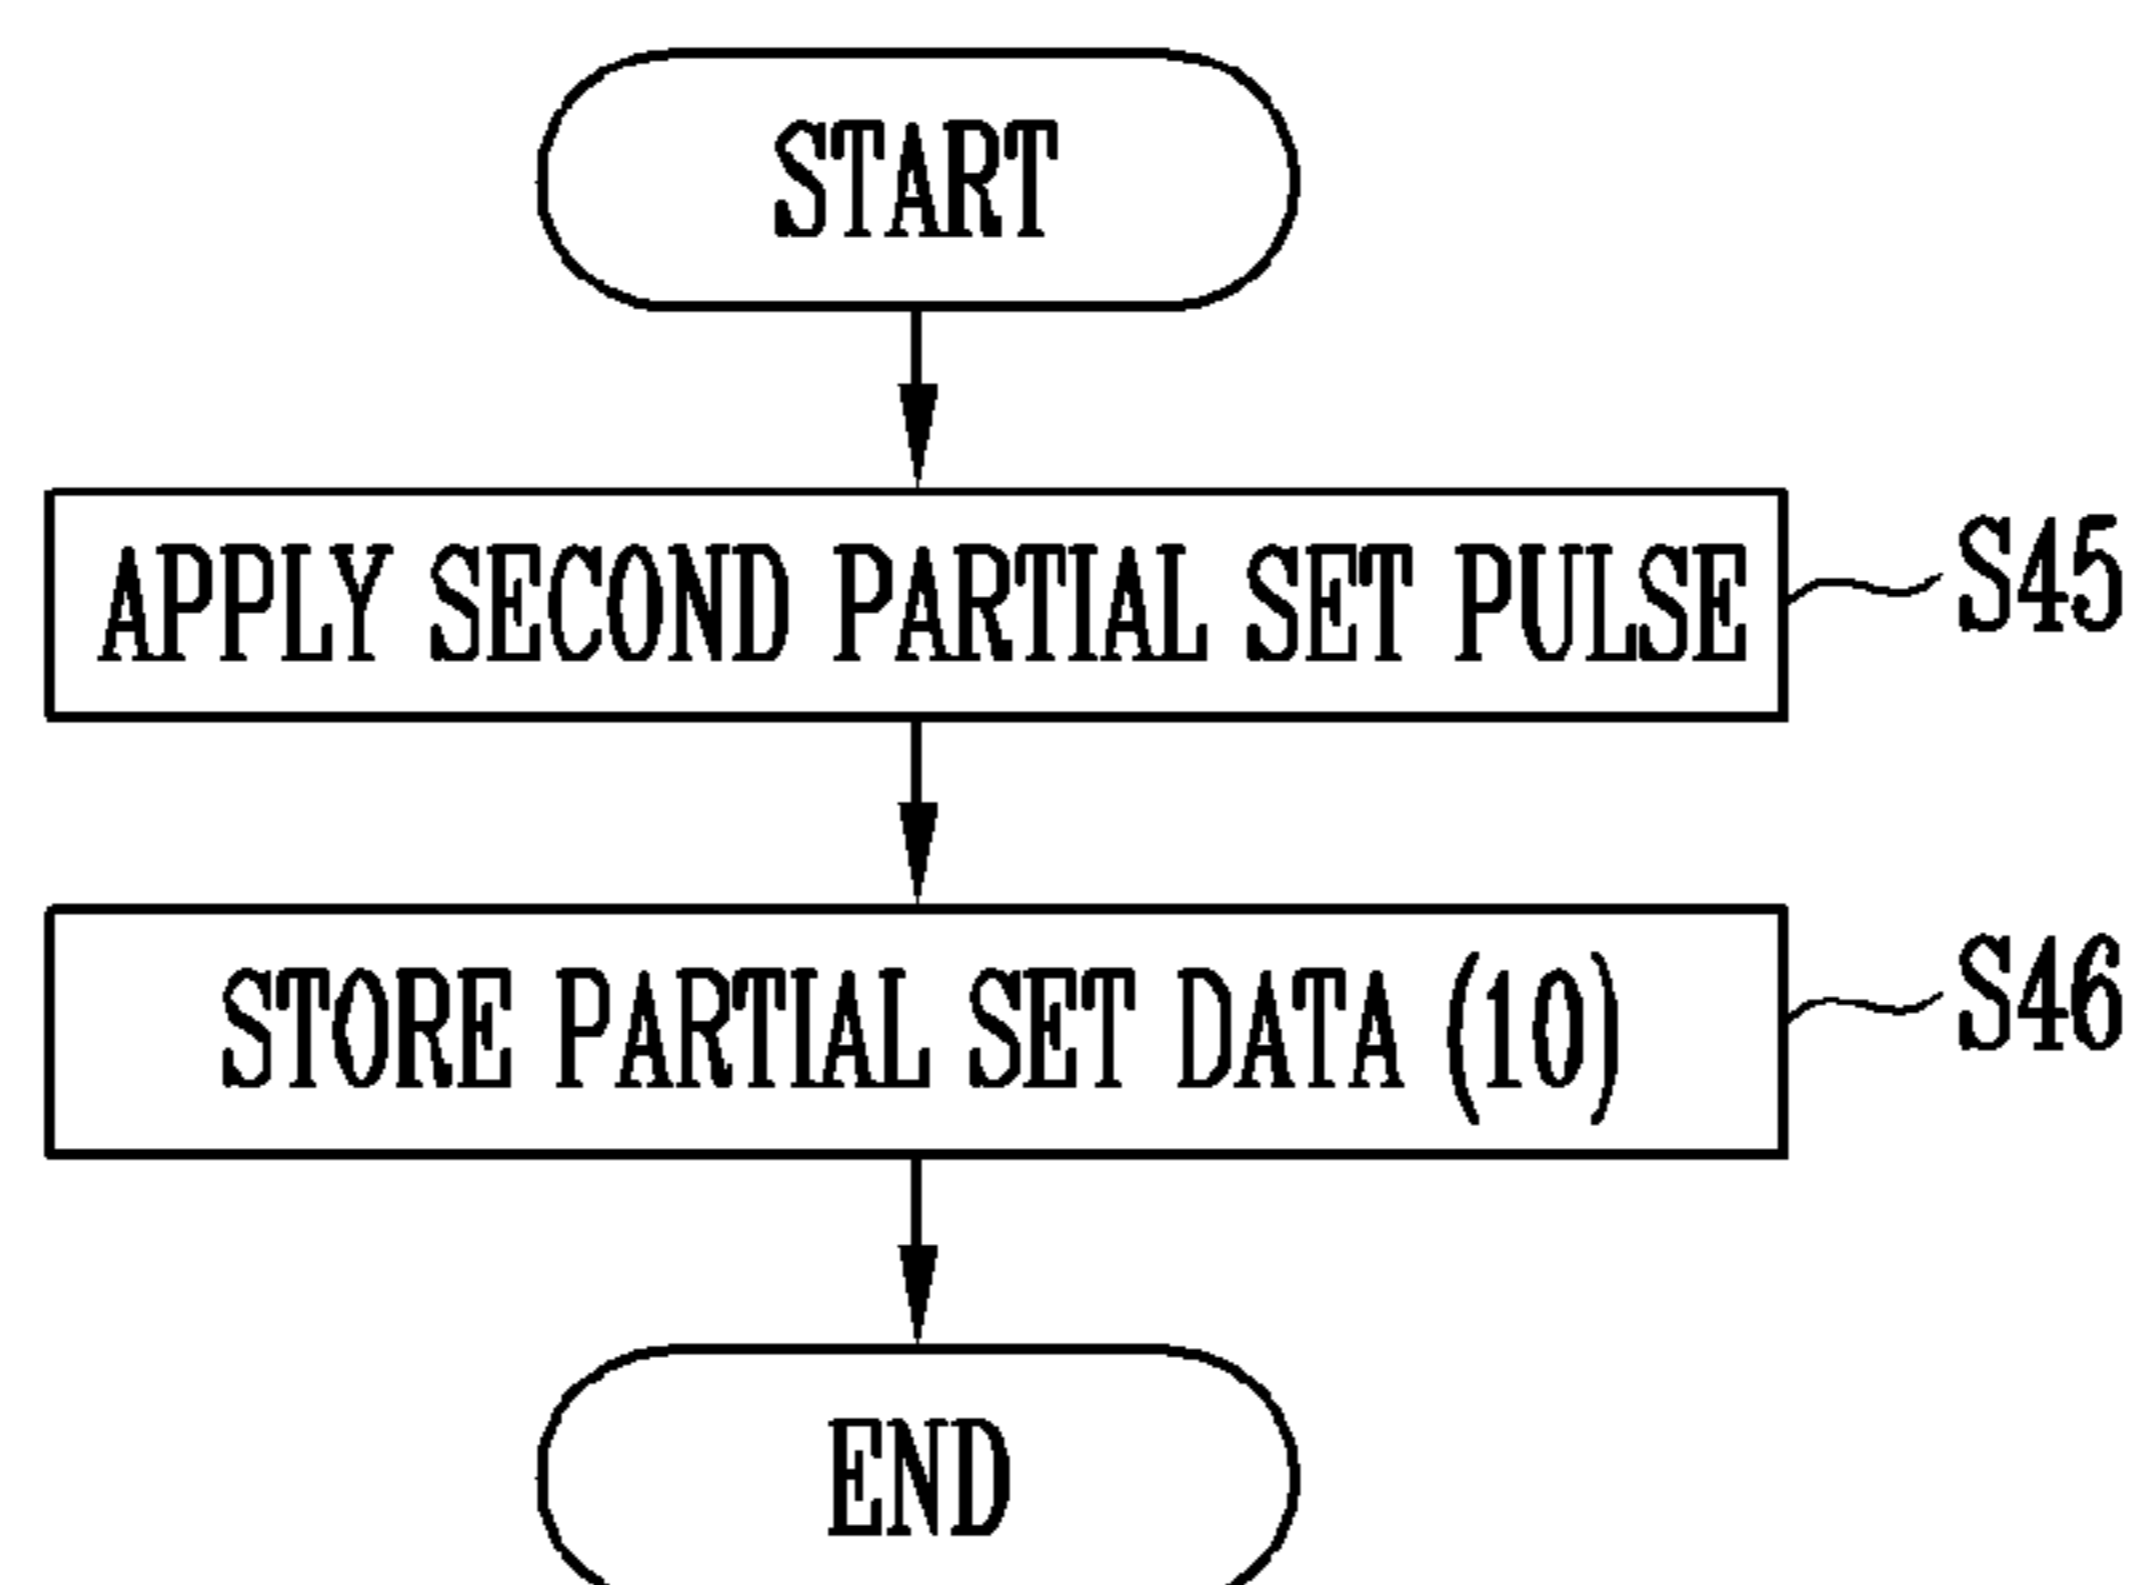 START
APPLY SECOND PARTIAL SET PULSE
S45
STORE PARTIAL SET DATA (10)
S46
END